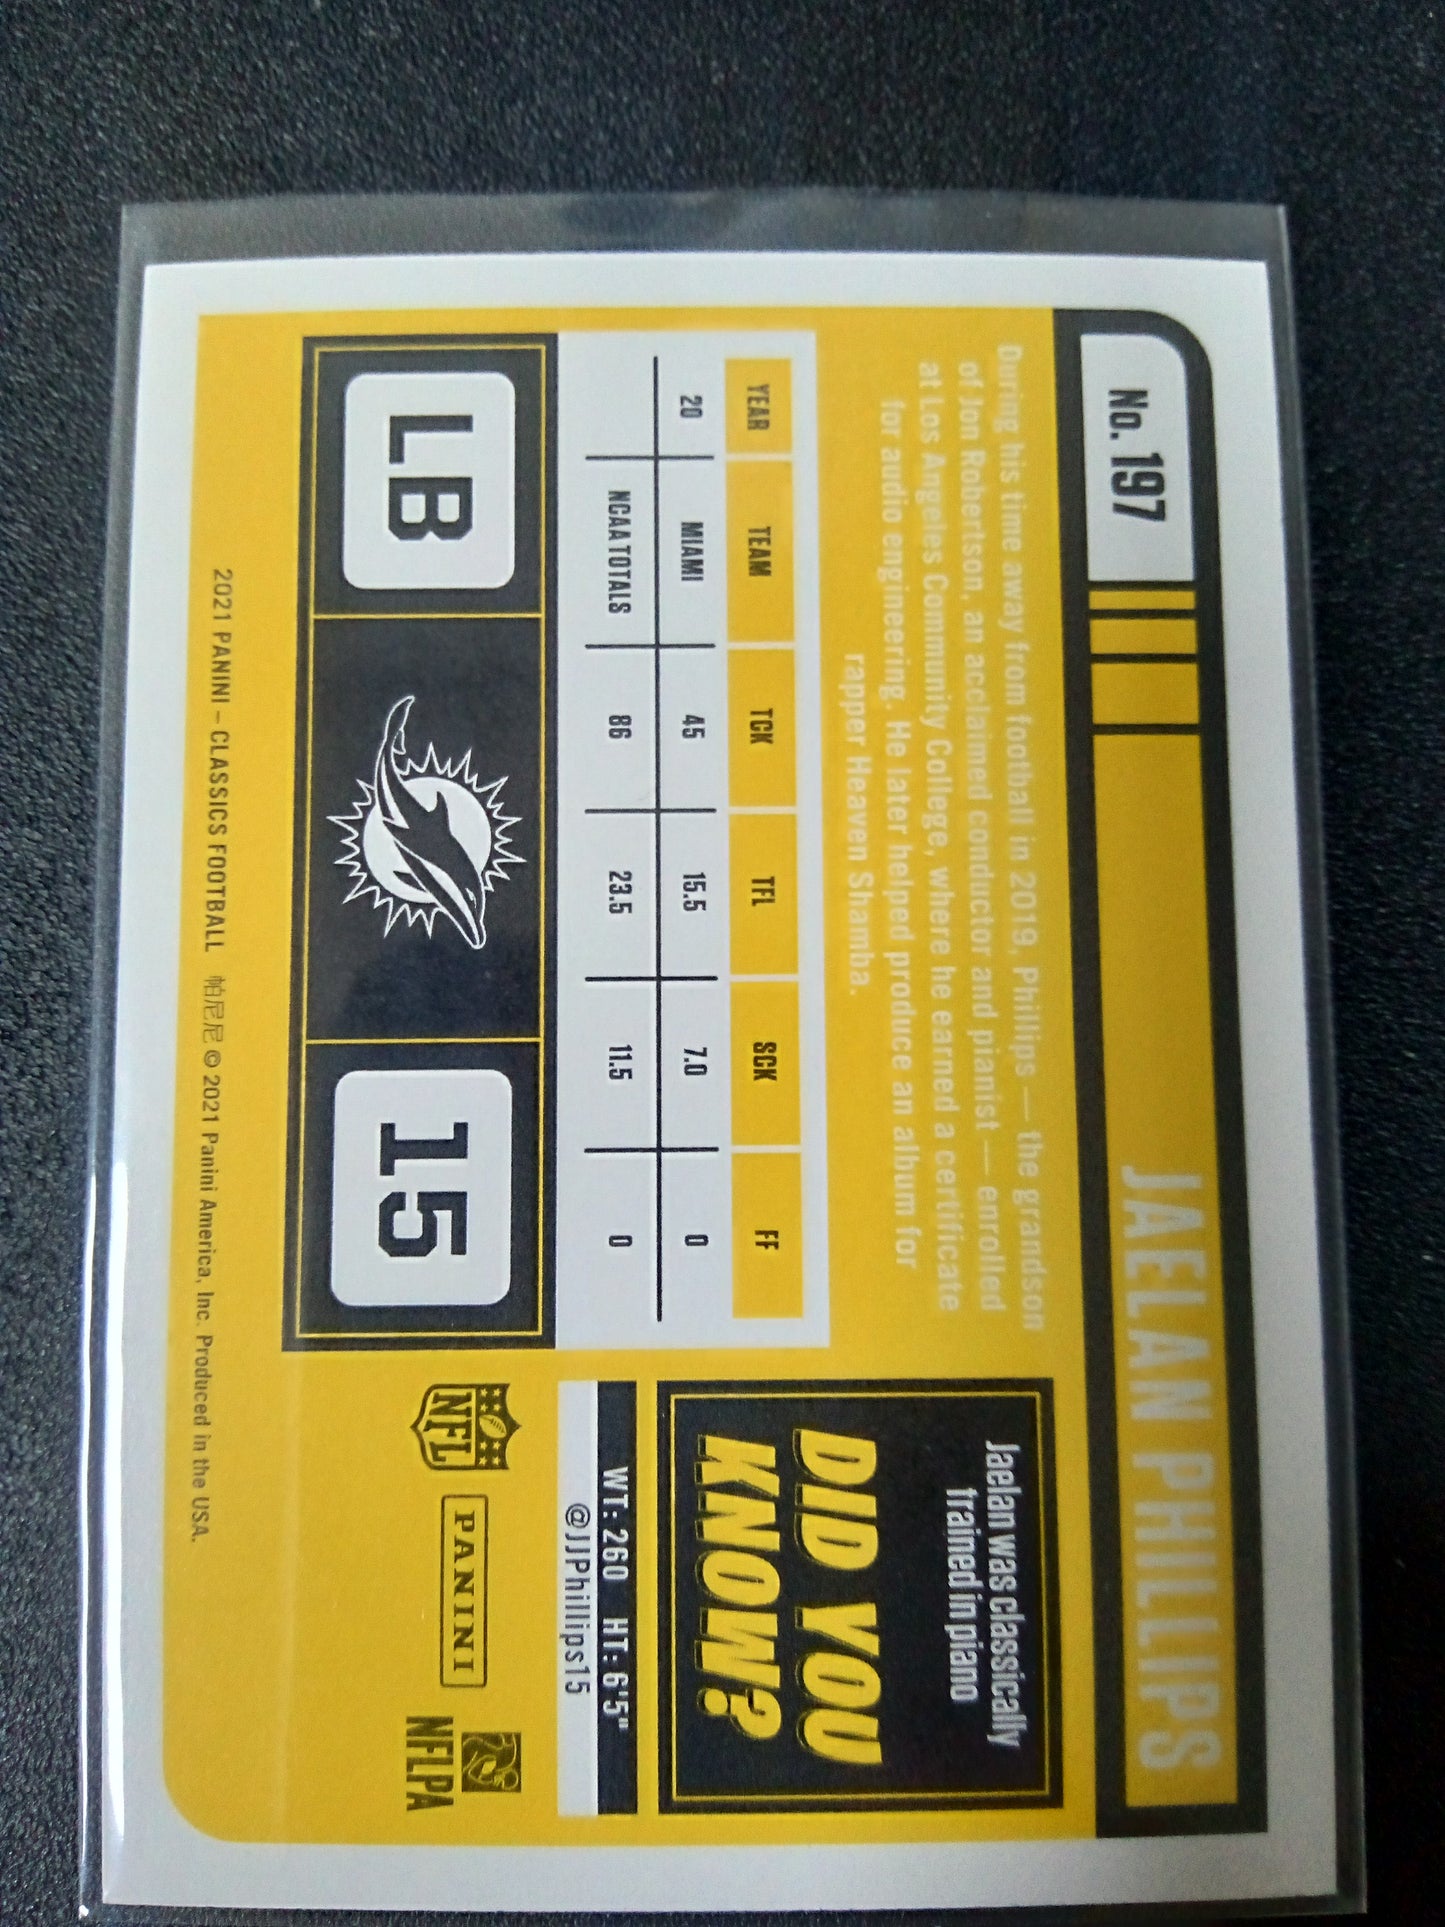 No. 197
JAELAN PHILLIPS
During his time away from football in 2019, Phillips — the grandson
of Jon Robertson, an acclaimed conductor and pianist — enrolled
at Los Angeles Community College, where he earned a certificate
for audio engineering. He later helped produce an album for
rapper Heaven Shamba.
YEAR TEAM TCK TFL SCK FF
20 MIAMI 45 15.5 7.0 0
NCAA TOTALS 86 23.5 11.5 0
LB
15
Jaelan was classically
trained in piano
DID YOU
KNOW?
WT: 260 HT: 6'5"
@JJPhillips15
NFL
PANINI
NFLPA
2021 PANINI – CLASSICS FOOTBALL 帕尼尼 © 2021 Panini America, Inc. Produced in the USA.